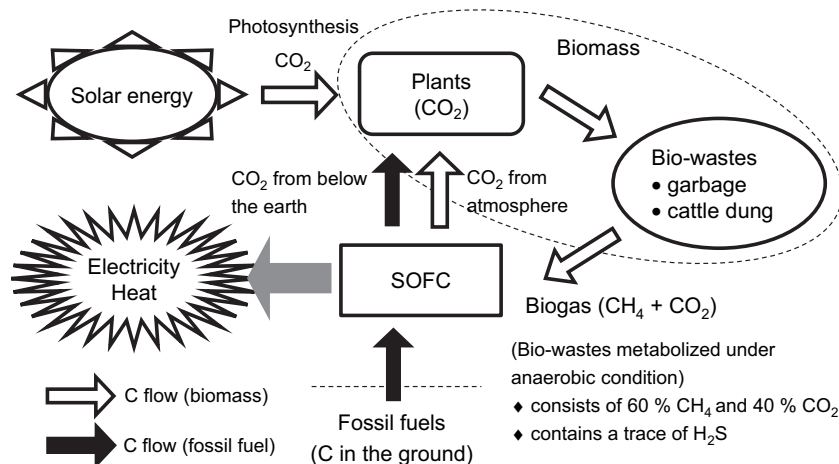 Photosynthesis
CO₂
Solar energy
Plants
(CO₂)
Biomass
Bio-wastes
• garbage
• cattle dung
CO₂ from below
the earth
CO₂ from
atmosphere
Electricity
Heat
SOFC
Biogas (CH₄ + CO₂)
(Bio-wastes metabolized under
anaerobic condition)
♦ consists of 60 % CH₄ and 40 % CO₂
♦ contains a trace of H₂S
C flow (biomass)
C flow (fossil fuel)
Fossil fuels
(C in the ground)